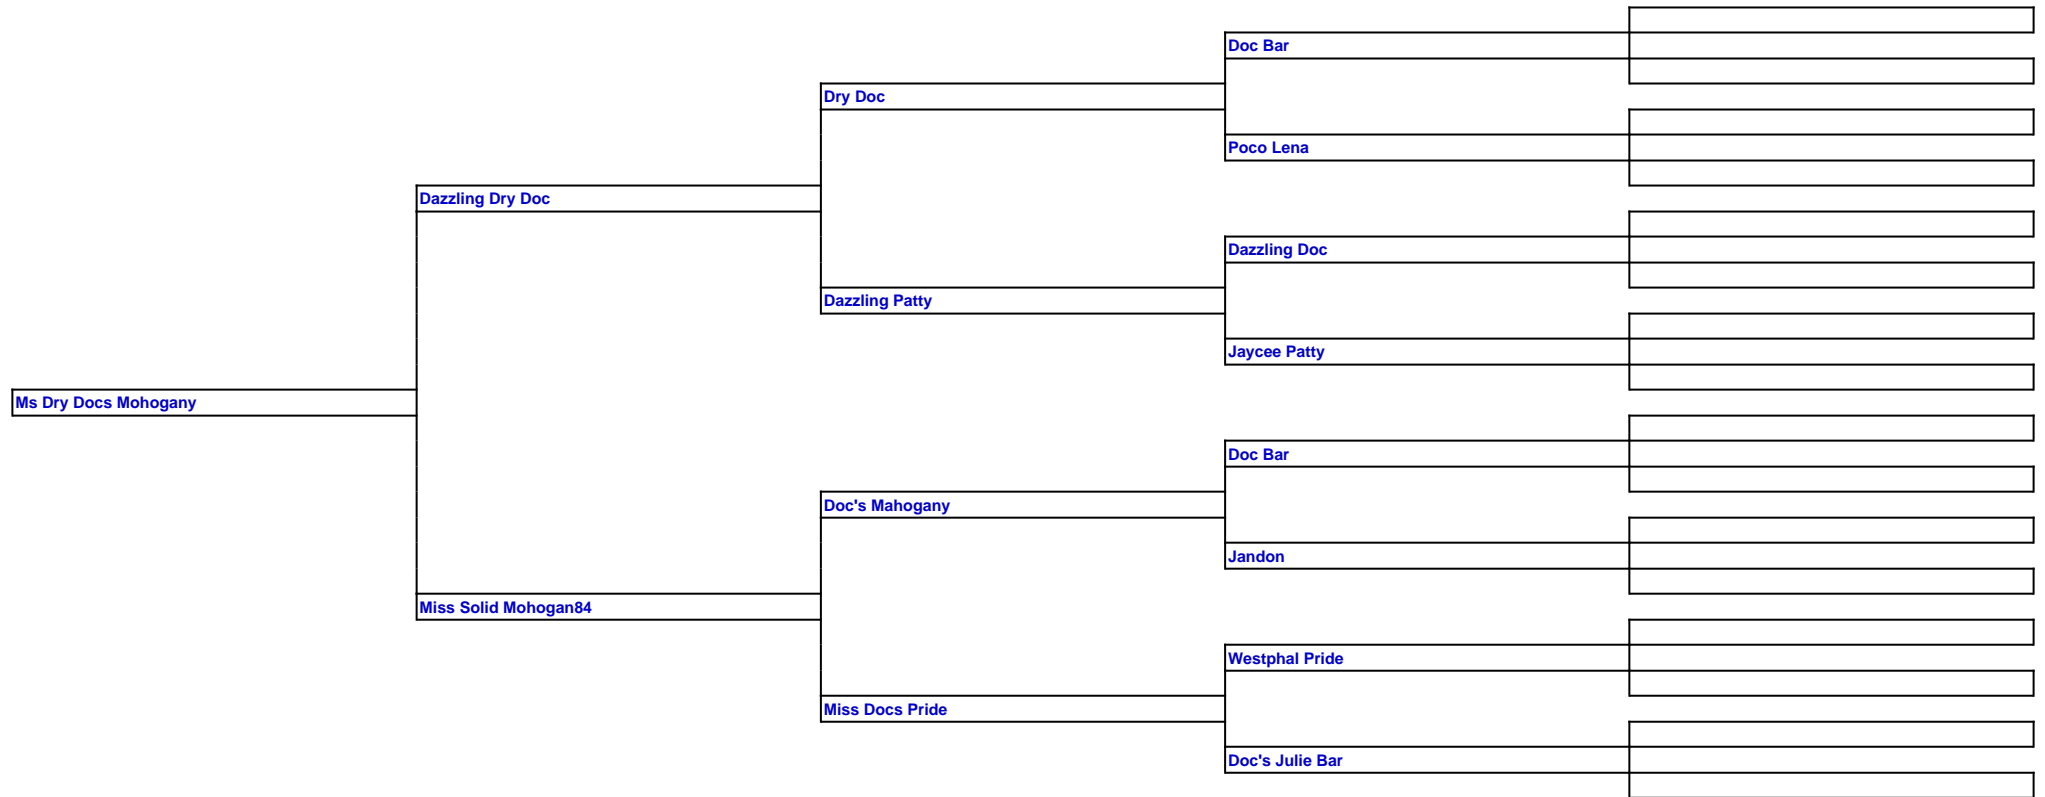 Doc Bar
Dry Doc
Poco Lena
Dazzling Dry Doc
Dazzling Doc
Dazzling Patty
Jaycee Patty
Ms Dry Docs Mohogany
Doc Bar
Doc's Mahogany
Jandon
Miss Solid Mohogan84
Westphal Pride
Miss Docs Pride
Doc's Julie Bar